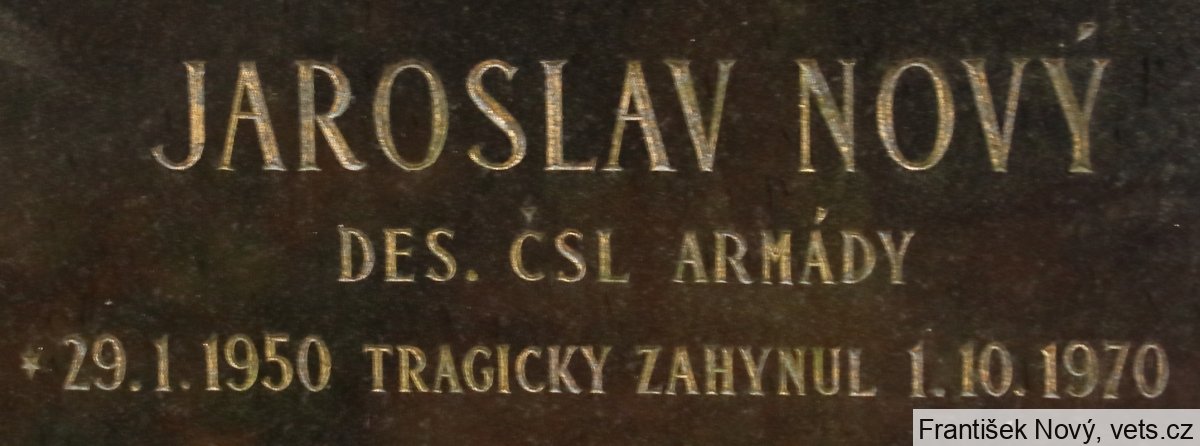 JAROSLAV NOVÝ
DES. ČSL ARMÁDY
* 29.1.1950 TRAGICKY ZAHYNUL 1.10.1970
František Nový, vets.cz